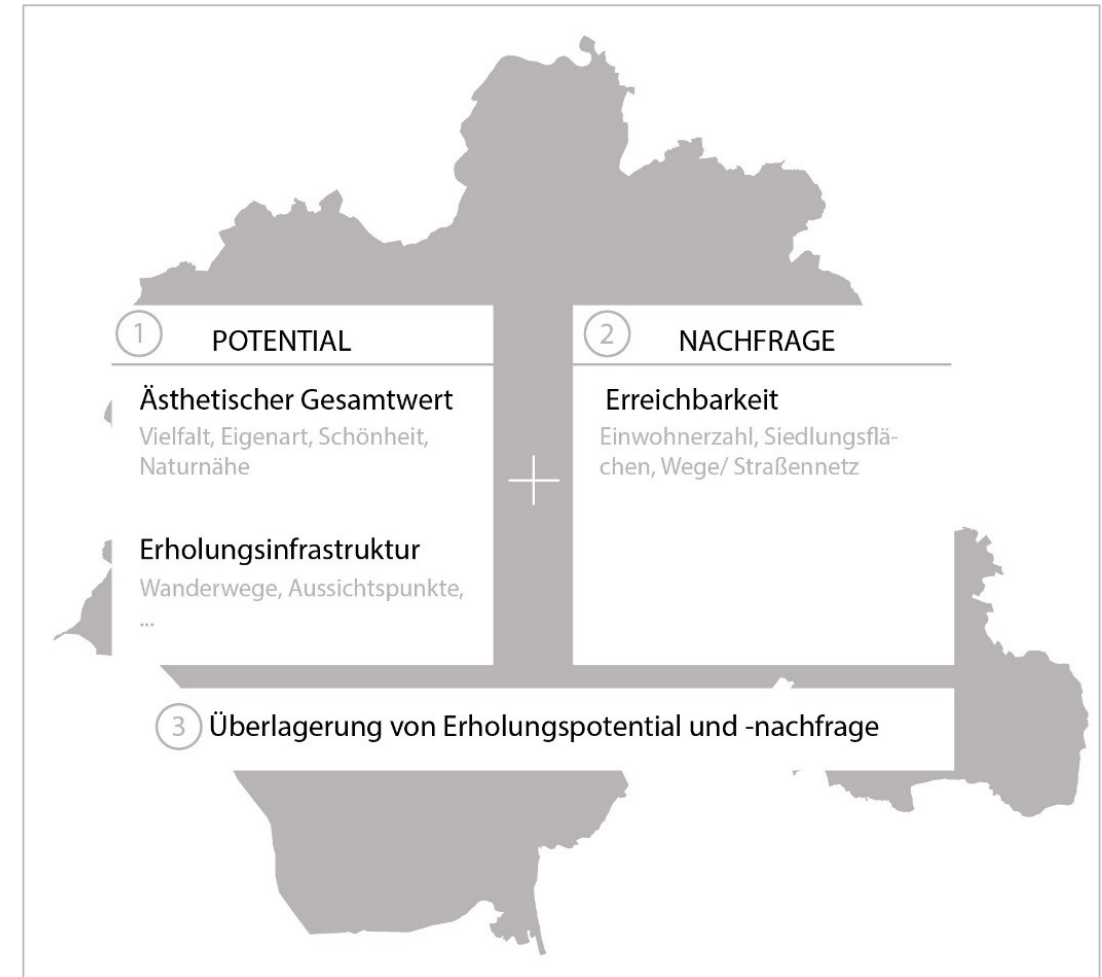 1 POTENTIAL
Ästhetischer Gesamtwert
Vielfalt, Eigenart, Schönheit,
Naturnähe
Erholungsinfrastruktur
Wanderwege, Aussichtspunkte,
...
+
2 NACHFRAGE
Erreichbarkeit
Einwohnerzahl, Siedlungsflä-
chen, Wege/ Straßennetz
3 Überlagerung von Erholungspotential und -nachfrage